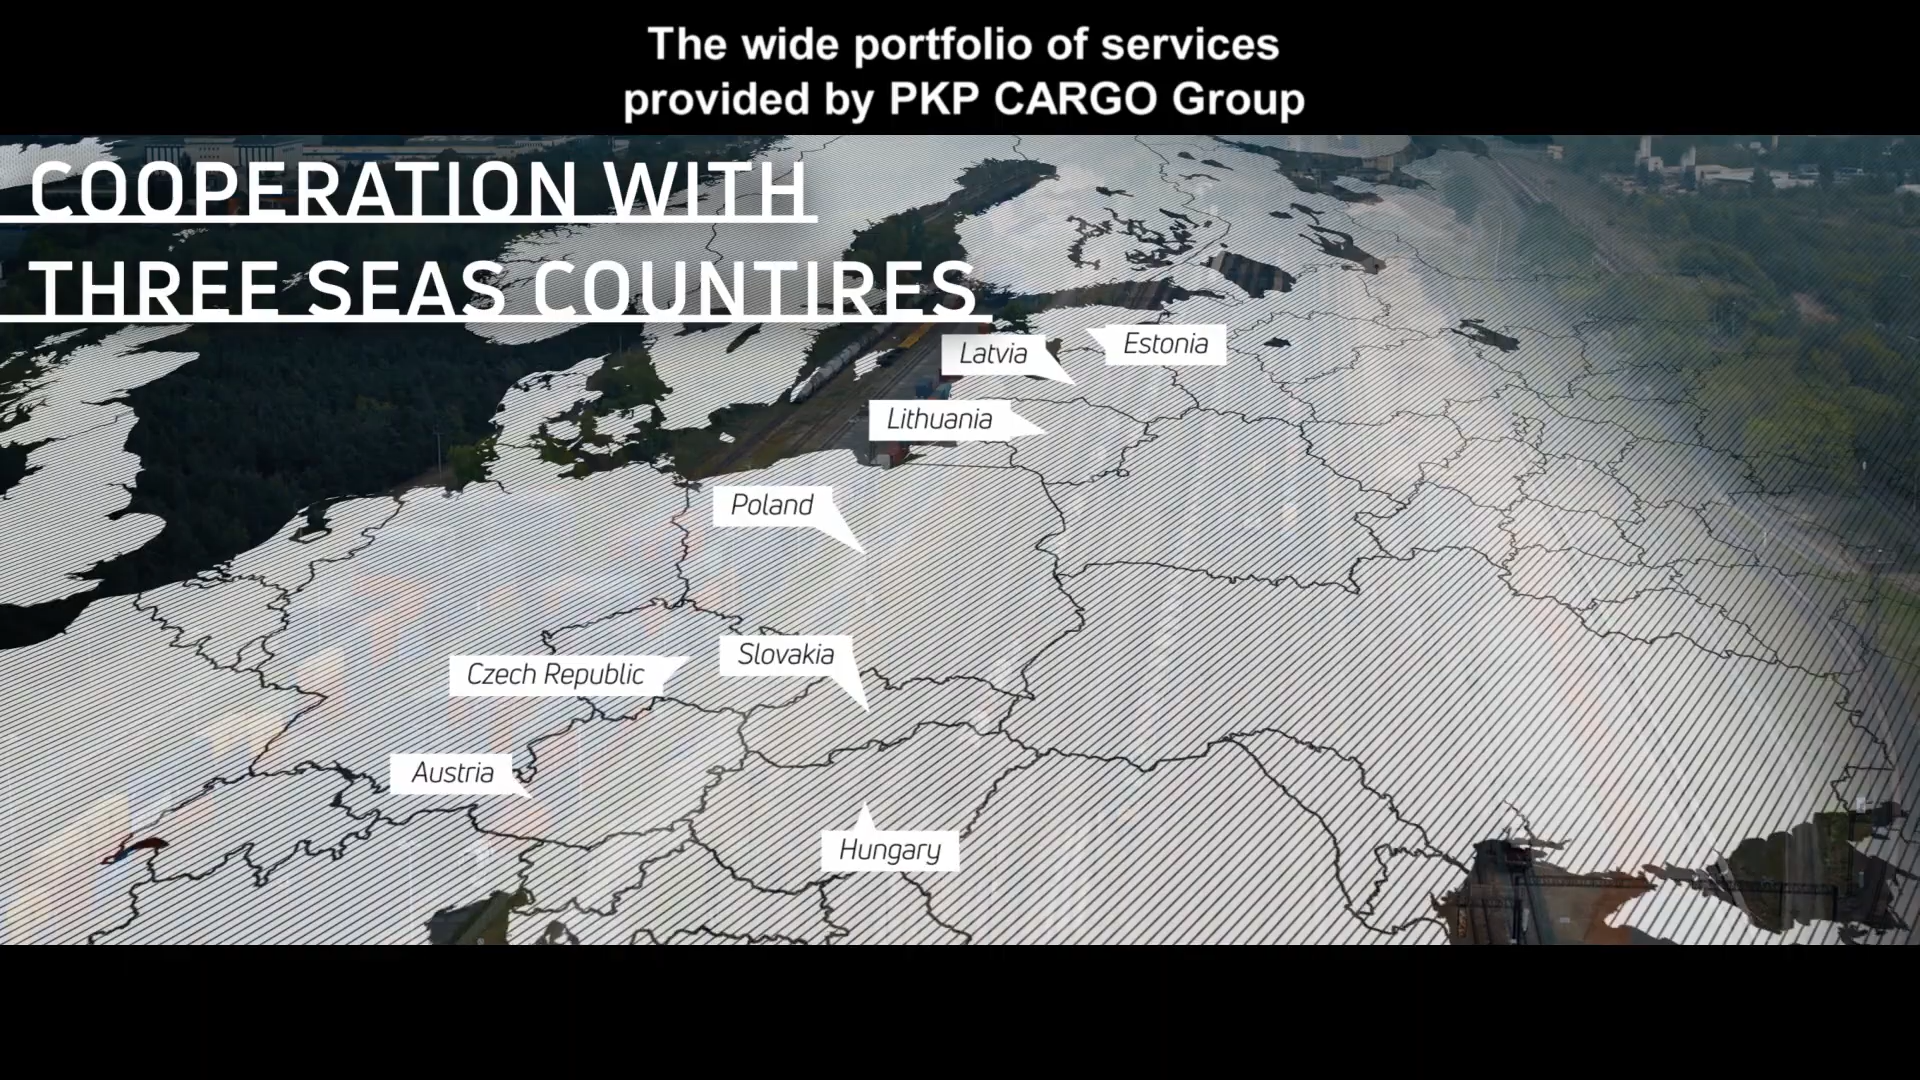 The wide portfolio of services
provided by PKP CARGO Group
COOPERATION WITH
THREE SEAS COUNTIRES
Latvia
Estonia
Lithuania
Poland
Slovakia
Czech Republic
Austria
Hungary